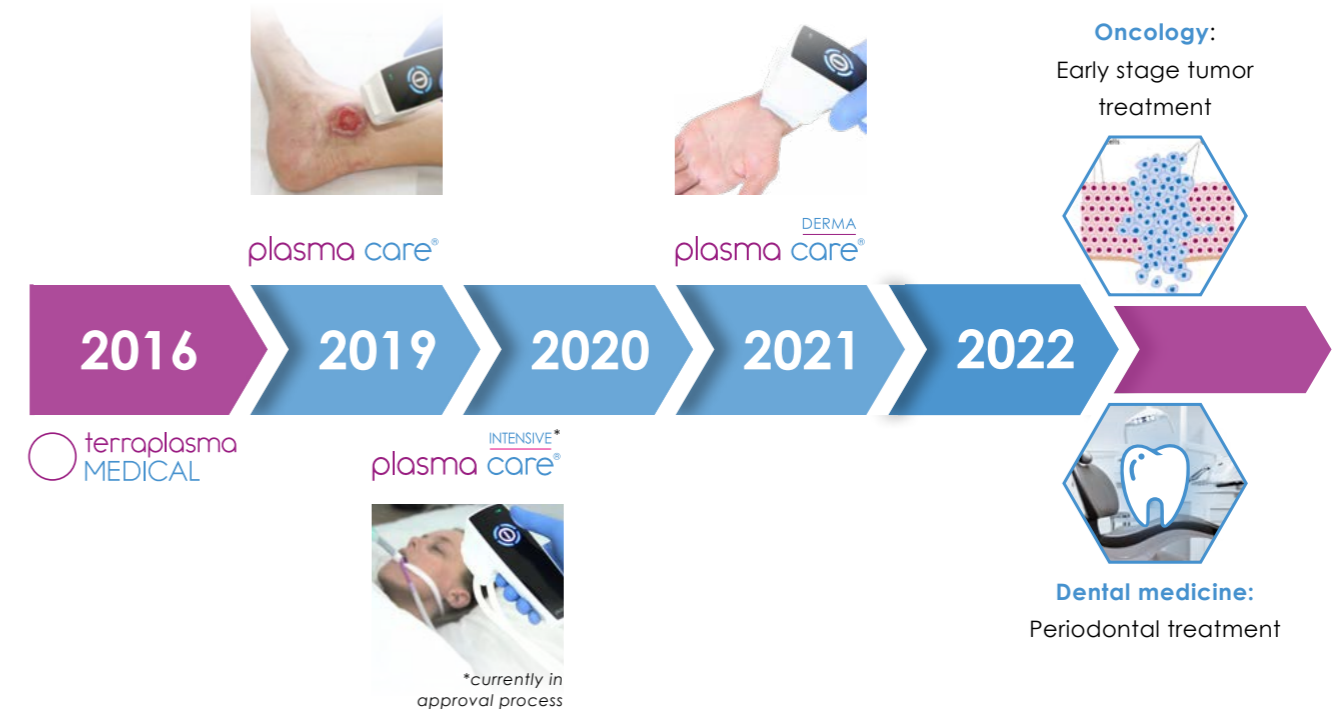 Oncology:
Early stage tumor
treatment
DERMA
plasma care®
plasma care®
2016
2019
2020
2021
2022
terraplasma
MEDICAL
INTENSIVE*
plasma care®
*currently in
approval process
Dental medicine:
Periodontal treatment